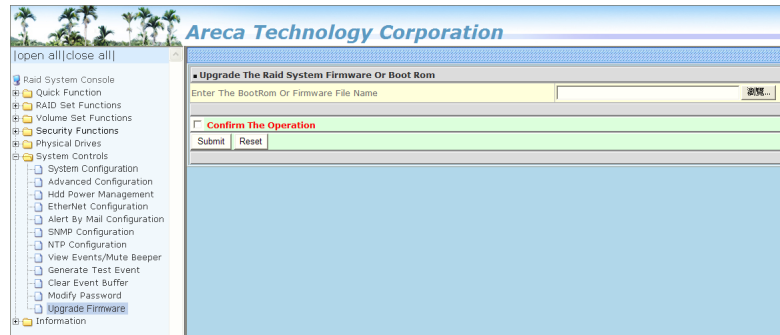 Areca Technology Corporation
|open all|close all|
Raid System Console
Quick Function
RAID Set Functions
Volume Set Functions
Security Functions
Physical Drives
System Controls
System Configuration
Advanced Configuration
Hdd Power Management
EtherNet Configuration
Alert By Mail Configuration
SNMP Configuration
NTP Configuration
View Events/Mute Beeper
Generate Test Event
Clear Event Buffer
Modify Password
Upgrade Firmware
Information
Upgrade The Raid System Firmware Or Boot Rom
Enter The BootRom Or Firmware File Name
瀏覽...
Confirm The Operation
Submit Reset